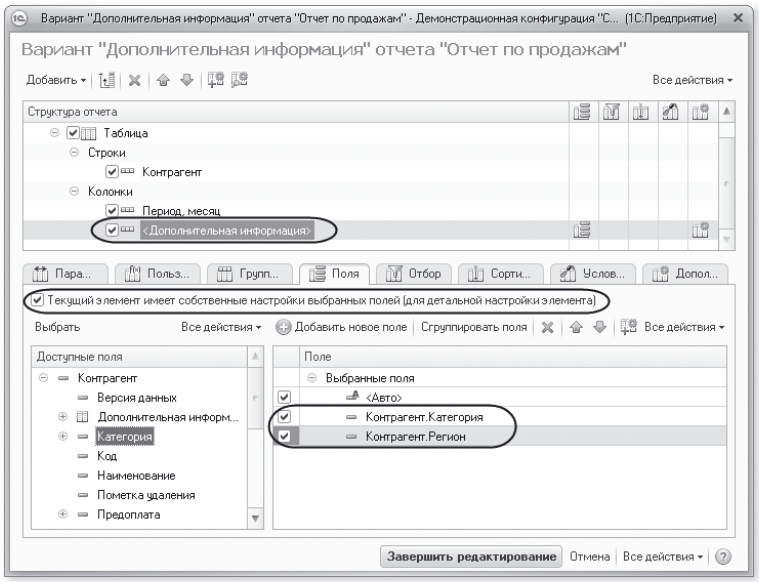 Вариант "Дополнительная информация" отчета "Отчет по продажам" - Демонстрационная конфигурация "С... (1С:Предприятие)
Вариант "Дополнительная информация" отчета "Отчет по продажам"
Добавить Все действия
Структура отчета
Таблица
Строки
Контрагент
Колонки
Период, месяц
<Дополнительная информация>
Пара... Польз... Групп... Поля Отбор Сорти... Услов... Допол...
Текущий элемент имеет собственные настройки выбранных полей (для детальной настройки элемента)
Выбрать Все действия Добавить новое поле Сгруппировать поля Все действия
Доступные поля Поле
Контрагент Выбранные поля
Версия данных <Авто>
Дополнительная информ... Контрагент.Категория
Категория Контрагент.Регион
Код
Наименование
Пометка удаления
Предоплата
Завершить редактирование Отмена Все действия ?